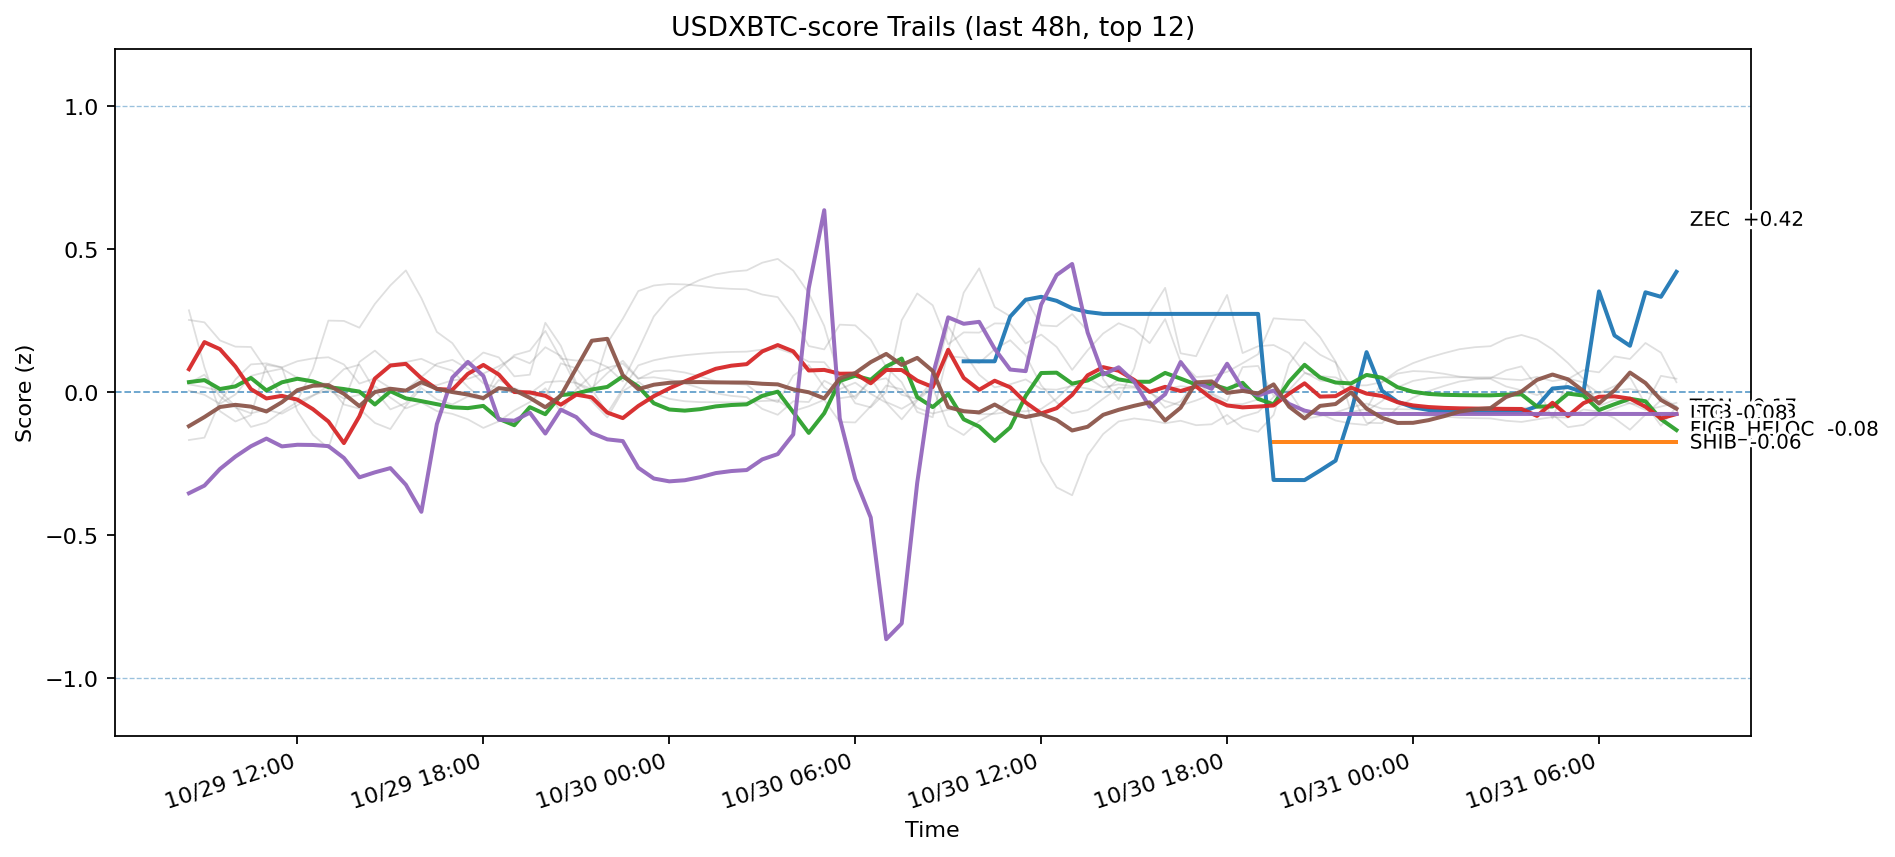 USDXBTC-score Trails (last 48h, top 12)
Score (z)
1.0
0.5
0.0
−0.5
−1.0
ZEC +0.42
FIGR_HELOC -0.08
SHIB -0.06
10/29 12:00
10/29 18:00
10/30 00:00
10/30 06:00
10/30 12:00
10/30 18:00
10/31 00:00
10/31 06:00
Time